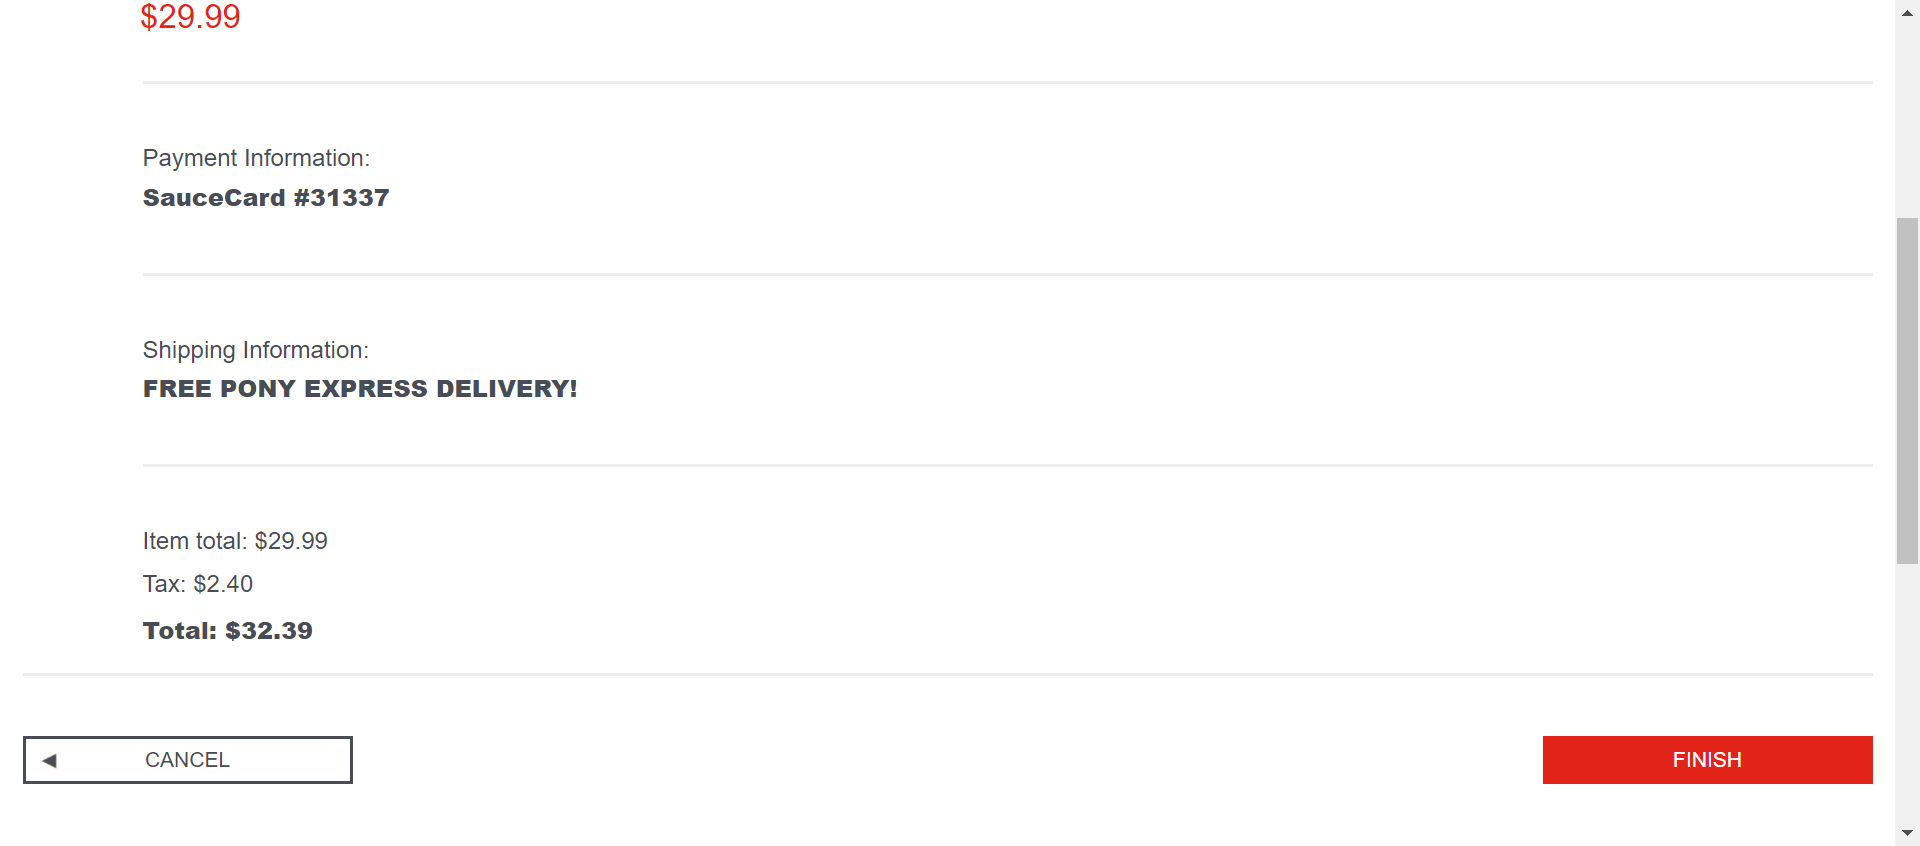 $29.99
Payment Information:
SauceCard #31337
Shipping Information:
FREE PONY EXPRESS DELIVERY!
Item total: $29.99
Tax: $2.40
Total: $32.39
CANCEL
FINISH